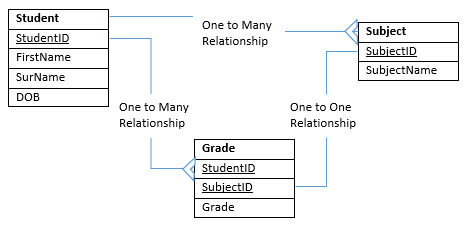 Student
StudentID
FirstName
SurName
DOB
One to Many
Relationship
Subject
SubjectID
SubjectName
One to Many
Relationship
One to One
Relationship
Grade
StudentID
SubjectID
Grade